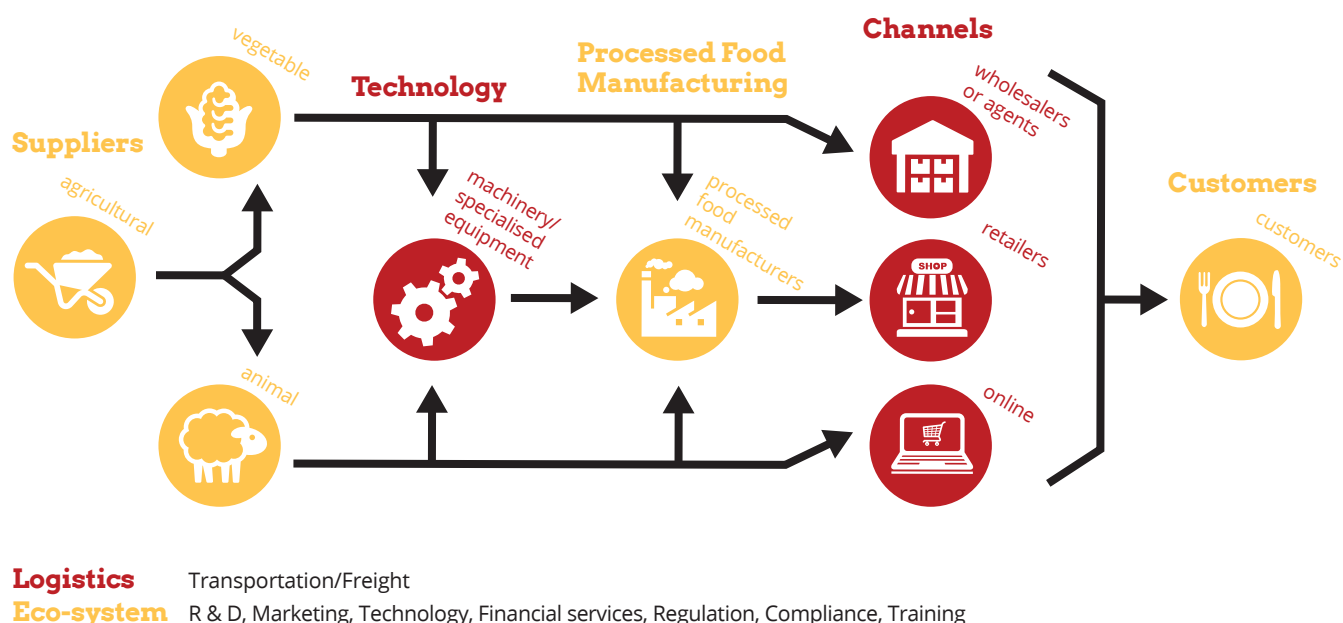 Suppliers
agricultural
vegetable
animal
Technology
machinery/
specialised
equipment
Processed Food
Manufacturing
processed
food
manufacturers
Channels
wholesalers
or agents
retailers
SHOP
online
Customers
customers
Logistics Transportation/Freight
Eco-system R & D, Marketing, Technology, Financial services, Regulation, Compliance, Training